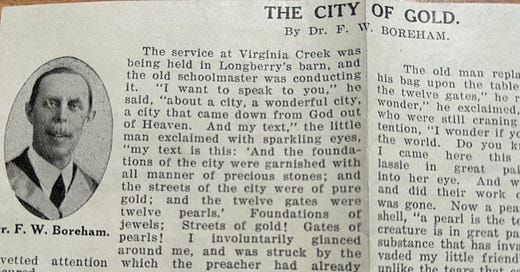 THE CITY OF GOLD.
By Dr. F. W. BOREHAM.
The service at Virginia Creek was
being held in Longberry's barn, and
the old schoolmaster was conducting
it. "I want to speak to you," he
said, "about a city, a wonderful city,
a city that came down from God out
of Heaven. And my text," the little
man exclaimed with sparkling eyes,
"my text is this: 'And the founda-
tions of the city were garnished with
all manner of precious stones; and
the streets of the city were of pure
gold; and the twelve gates were
twelve pearls.' Foundations of
jewels; Streets of gold! Gates of
pearls! I involuntarily glanced
around me, and was struck by the
vetted attention
which the preacher had already
r. F. W. Boreham.
The old man repla
his bag upon the table
the twelve gates," he r
wonder," he exclaimed,
who were still craning
tention, "I wonder if yo
the world. Do you k
I came here this
lassie in great pai
into her eye. And w
and did their work
was gone. Now a pea
shell, "a pearl is the te
creature is in great pa
substance that has inva
vaded my little friend
unlike the tears that